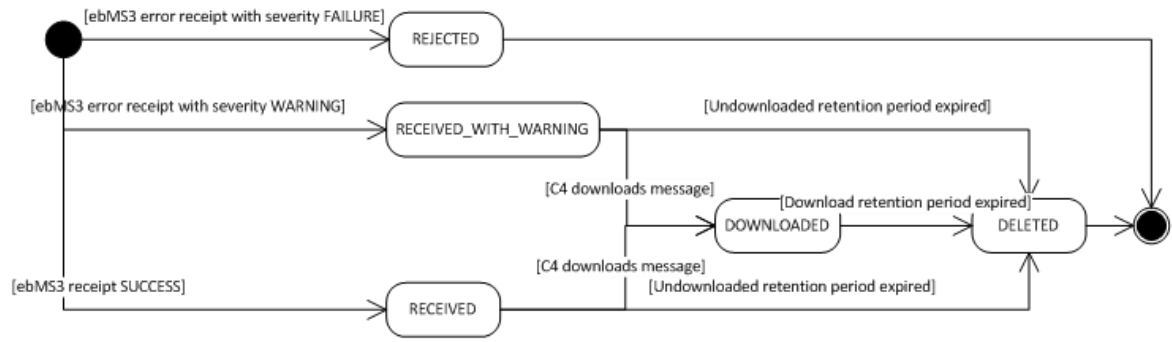 [ebMS3 error receipt with severity FAILURE]
REJECTED
[ebMS3 error receipt with severity WARNING]
[Undownloaded retention period expired]
RECEIVED_WITH_WARNING
[C4 downloads message]
[Download retention period expired]
DOWNLOADED
DELETED
[C4 downloads message]
[ebMS3 receipt SUCCESS]
[Undownloaded retention period expired]
RECEIVED